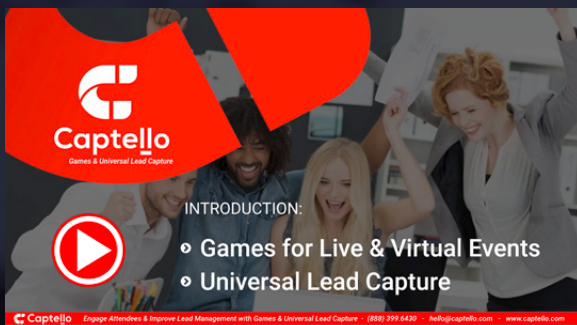 Captello
Games & Universal Lead Capture
INTRODUCTION:
Games for Live & Virtual Events
Universal Lead Capture
Captello Engage Attendees & Improve Lead Management with Games & Universal Lead Capture - (888) 399.6430 - hello@captello.com - www.captello.com